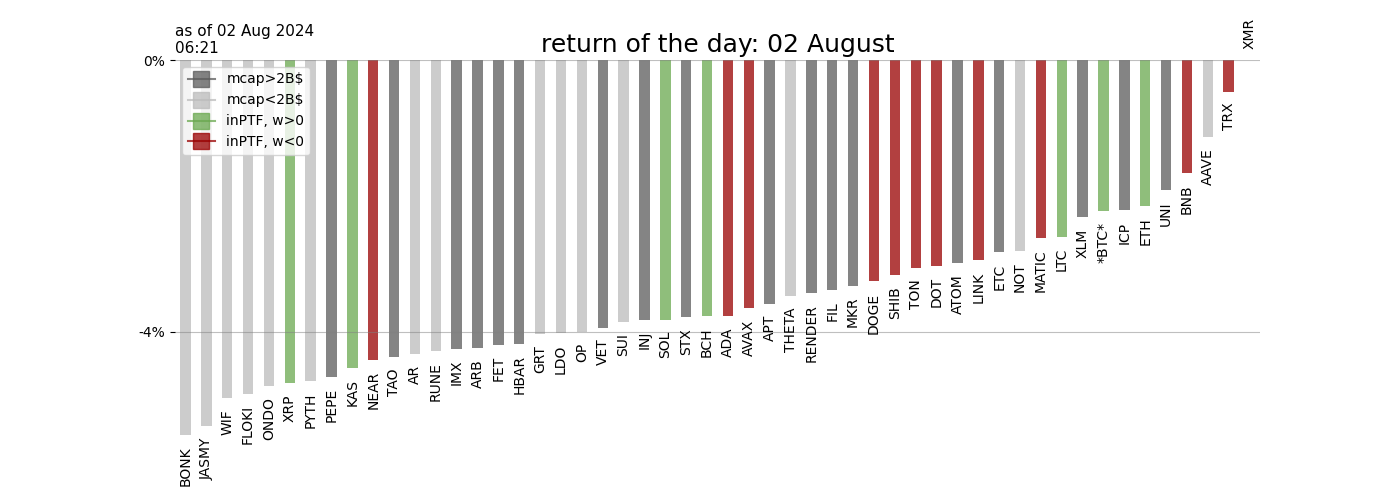 as of 02 Aug 2024
06:21
return of the day: 02 August
XMR
0%
mcap>2B$
mcap<2B$
inPTF, w>0
inPTF, w<0
-4%
BONK
JASMY
WIF
FLOKI
ONDO
XRP
PYTH
PEPE
KAS
NEAR
TAO
AR
RUNE
IMX
ARB
FET
HBAR
GRT
LDO
OP
VET
SUI
INJ
SOL
STX
BCH
ADA
AVAX
APT
THETA
RENDER
FIL
MKR
DOGE
SHIB
TON
DOT
ATOM
LINK
ETC
NOT
MATIC
LTC
XLM
*BTC*
ICP
ETH
UNI
BNB
AAVE
TRX